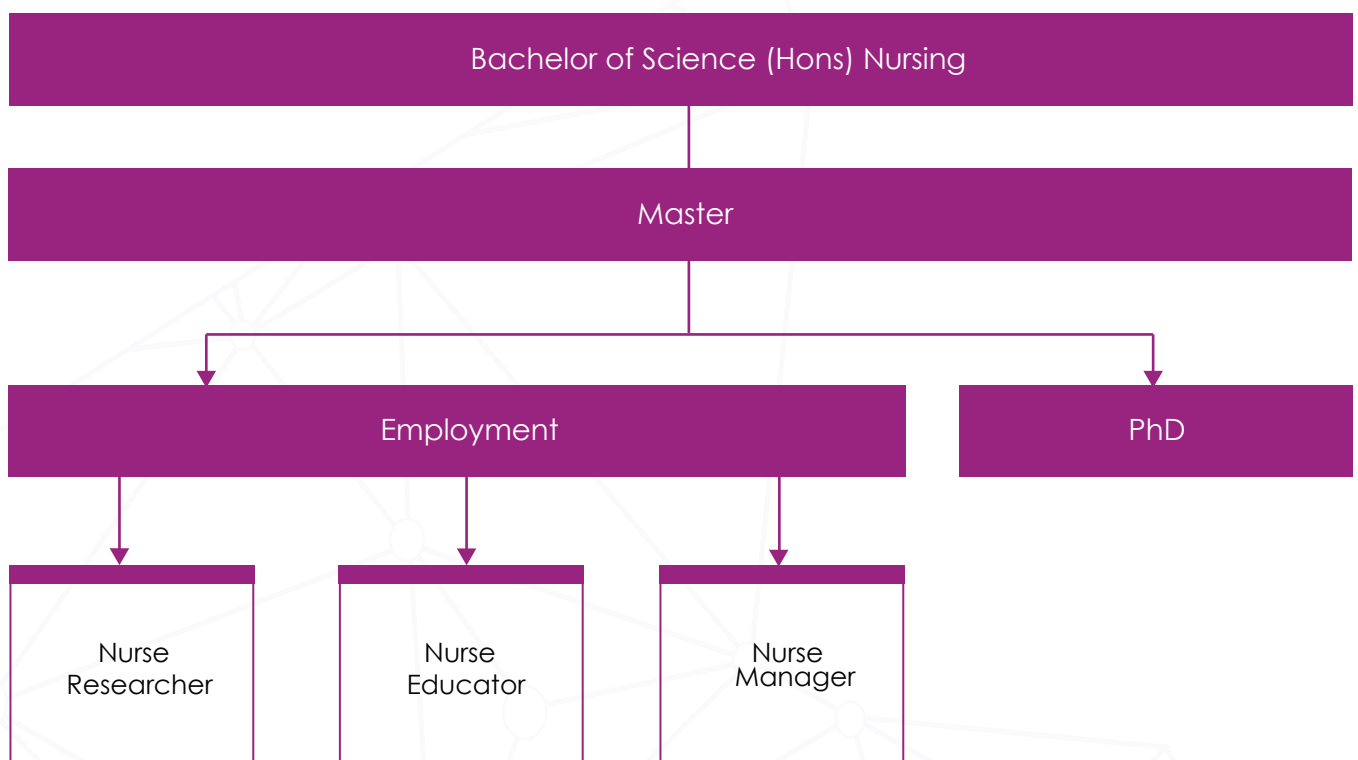 Bachelor of Science (Hons) Nursing
Master
Employment
PhD
Nurse
Researcher
Nurse
Educator
Nurse
Manager